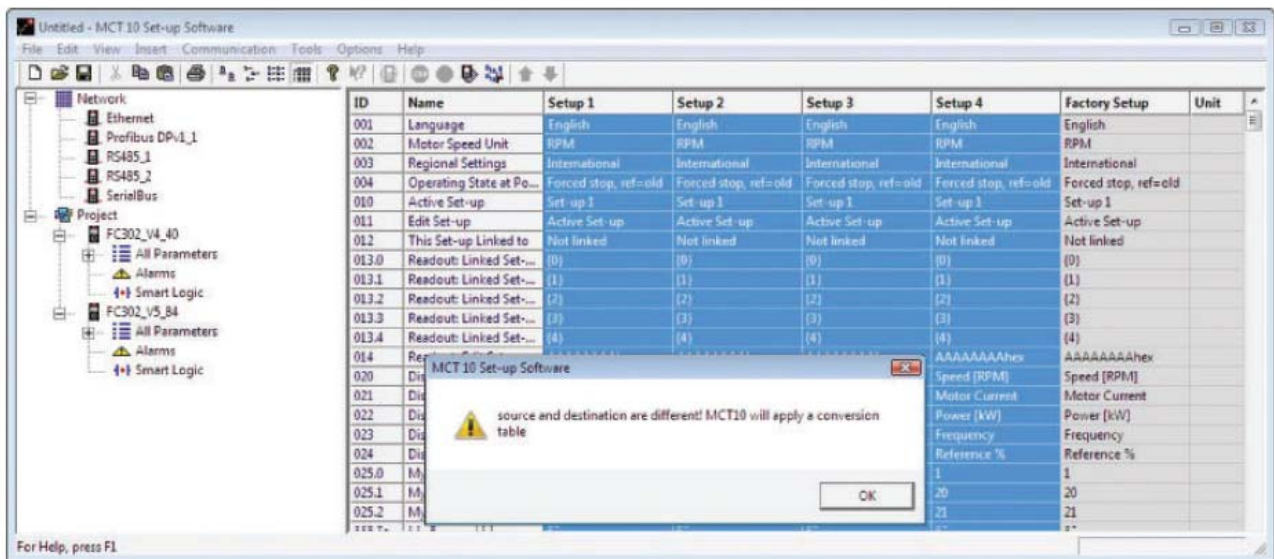 Untitled - MCT 10 Set-up Software
File Edit View Insert Communication Tools Options Help
Network
Ethernet
Profibus DPv1_1
RS485_1
RS485_2
SerialBus
Project
FC302_V4_40
All Parameters
Alarms
Smart Logic
FC302_V5_84
All Parameters
Alarms
Smart Logic
ID Name Setup 1 Setup 2 Setup 3 Setup 4 Factory Setup Unit
001 Language English English English English English
002 Motor Speed Unit RPM RPM RPM RPM RPM
003 Regional Settings International International International International International
004 Operating State at Po... Forced stop, ref=old Forced stop, ref=old Forced stop, ref=old Forced stop, ref=old Forced stop, ref=old
010 Active Set-up Set-up 1 Set-up 1 Set-up 1 Set-up 1 Set-up 1
011 Edit Set-up Active Set-up Active Set-up Active Set-up Active Set-up Active Set-up
012 This Set-up Linked to Not linked Not linked Not linked Not linked Not linked
013.0 Readout: Linked Set-... {0} {0} {0} {0} {0}
013.1 Readout: Linked Set-... {1} {1} {1} {1} {1}
013.2 Readout: Linked Set-... {2} {2} {2} {2} {2}
013.3 Readout: Linked Set-... {3} {3} {3} {3} {3}
013.4 Readout: Linked Set-... {4} {4} {4} {4} {4}
014 AAAAAAAAhex AAAAAAAAhex
020 Dis Speed [RPM] Speed [RPM]
021 Dis Motor Current Motor Current
022 Dis Power [kW] Power [kW]
023 Dis Frequency Frequency
024 Dis Reference % Reference %
025.0 My 1 1
025.1 My 20 20
025.2 My 21 21
MCT 10 Set-up Software
source and destination are different! MCT10 will apply a conversion
table
OK
For Help, press F1